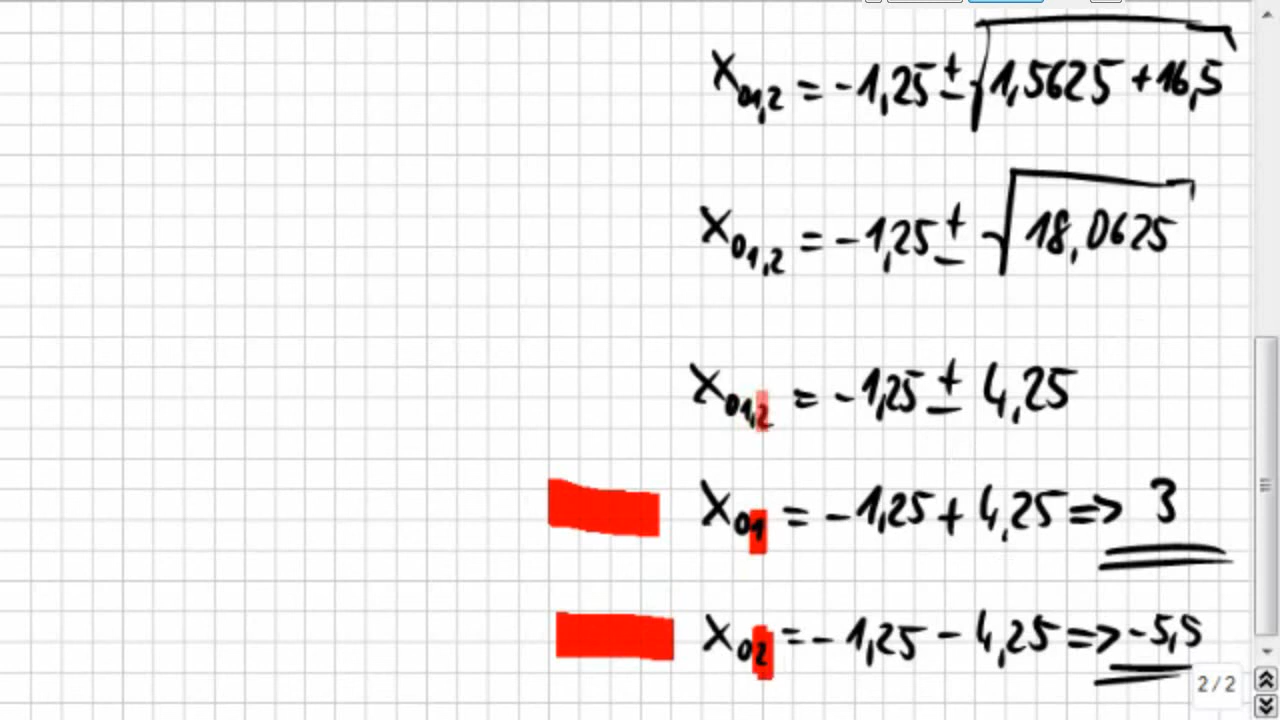 X₀₁,₂ = -1,25 ± √1,5625 + 16,5
X₀₁,₂ = -1,25 ± √18,0625
X₀₁,₂ = -1,25 ± 4,25
X₀₁ = -1,25 + 4,25 => 3
X₀₂ = -1,25 - 4,25 => -5,5
2 / 2